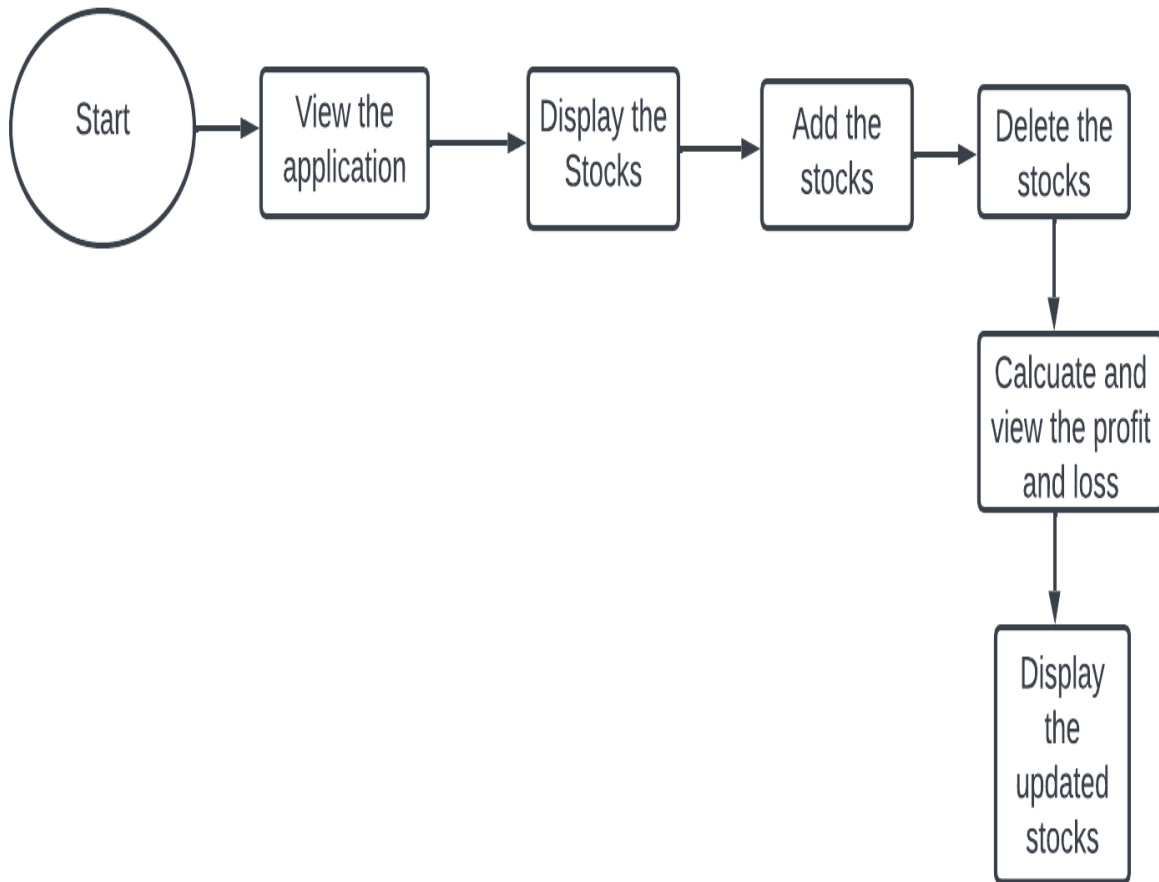 Start
View the
application
Display the
Stocks
Add the
stocks
Delete the
stocks
Calcuate and
view the profit
and loss
Display
the
updated
stocks